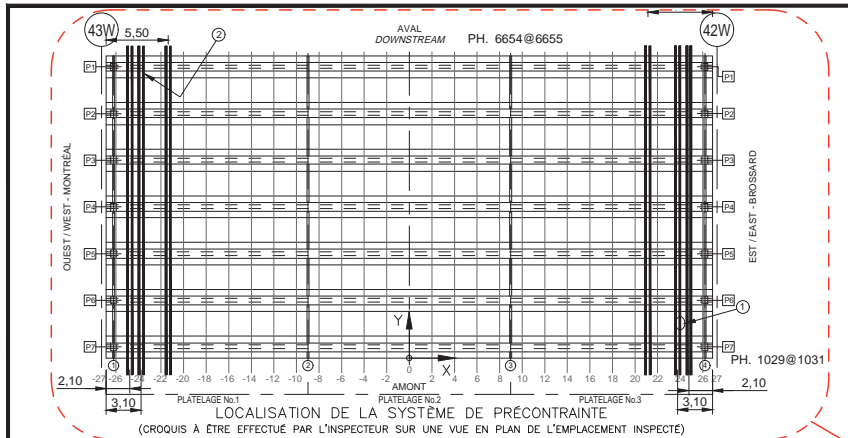 43W
5,50
2
AVAL
DOWNSTREAM
PH. 6654@6655
42W
P1
P1
P2
P2
P3
P3
P4
P4
P5
P5
P6
P6
P7
P7
OUEST / WEST - MONTRÉAL
EST / EAST - BROSSARD
1
Y
X
1
2
3
4
PH. 1029@1031
-27 -26 -24 -22 -20 -18 -16 -14 -12 -10 -8 -6 -4 -2 0 2 4 6 8 10 12 14 16 18 20 22 24 26 27
2,10
AMONT
2,10
PLATELAGE No.1
PLATELAGE No.2
PLATELAGE No.3
3,10
3,10
LOCALISATION DE LA SYSTÈME DE PRÉCONTRAINTE
(CROQUIS À ÊTRE EFFECTUÉ PAR L'INSPECTEUR SUR UNE VUE EN PLAN DE L'EMPLACEMENT INSPECTÉ)